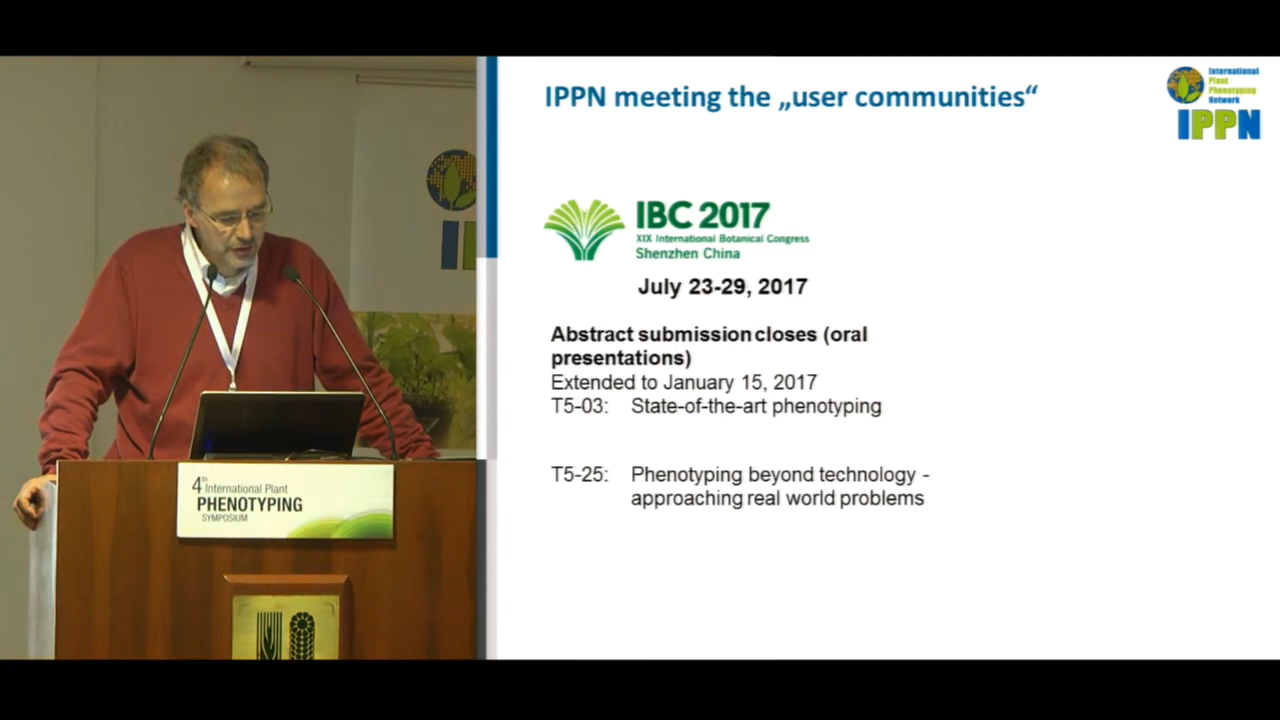 IPPN meeting the „user communities“
International
Plant
Phenotyping
Network
IPPN
IBC 2017
XIX International Botanical Congress
Shenzhen China
July 23-29, 2017
Abstract submission closes (oral
presentations)
Extended to January 15, 2017
T5-03: State-of-the-art phenotyping
T5-25: Phenotyping beyond technology -
approaching real world problems
4th International Plant
PHENOTYPING
SYMPOSIUM